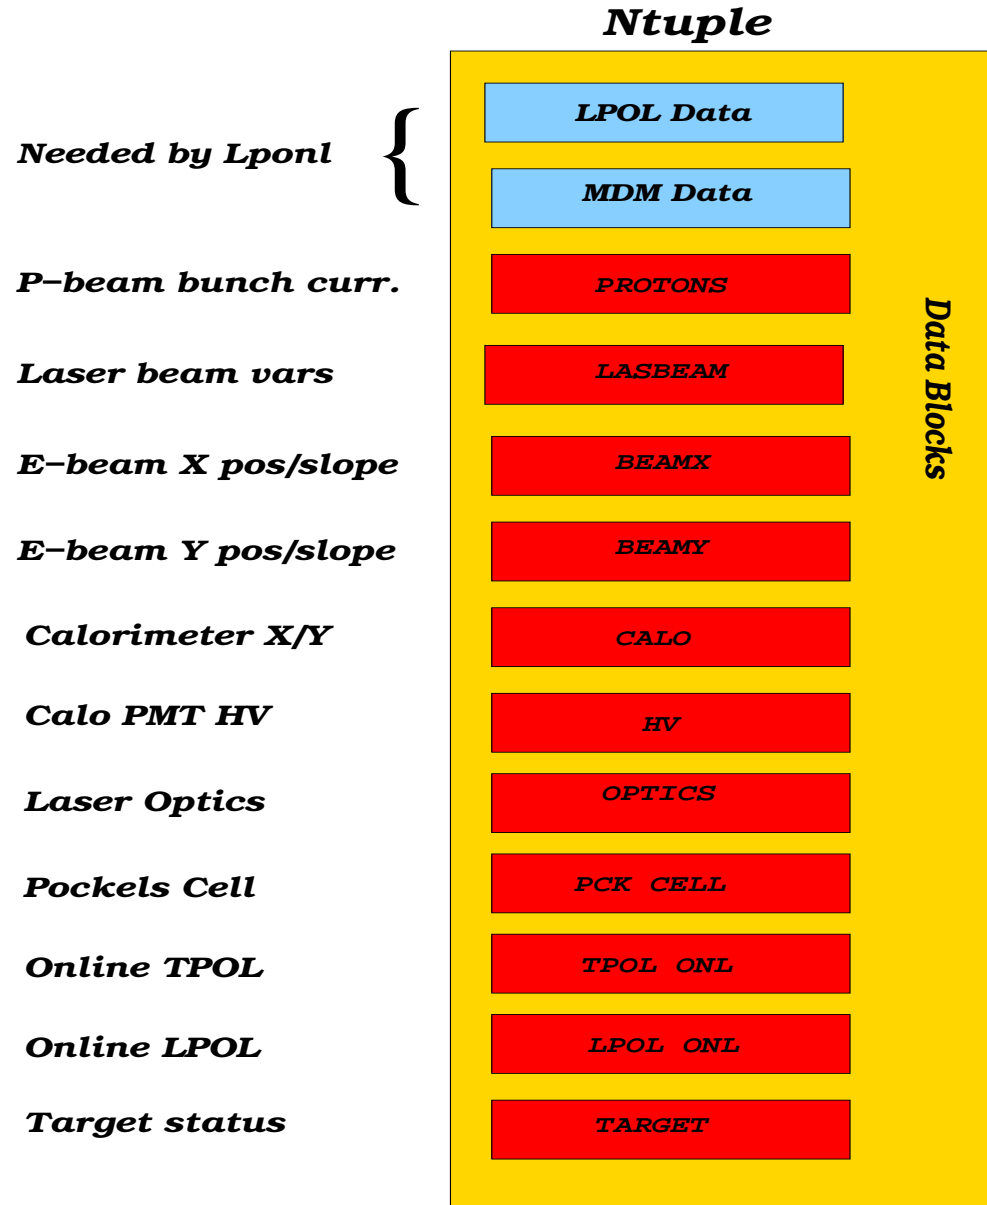 Ntuple
LPOL Data
Needed by Lponl {
MDM Data
P-beam bunch curr.
PROTONS
Laser beam vars
LASBEAM
E-beam X pos/slope
BEAMX
E-beam Y pos/slope
BEAMY
Calorimeter X/Y
CALO
Calo PMT HV
HV
Laser Optics
OPTICS
Pockels Cell
PCK CELL
Online TPOL
TPOL ONL
Online LPOL
LPOL ONL
Target status
TARGET
Data Blocks